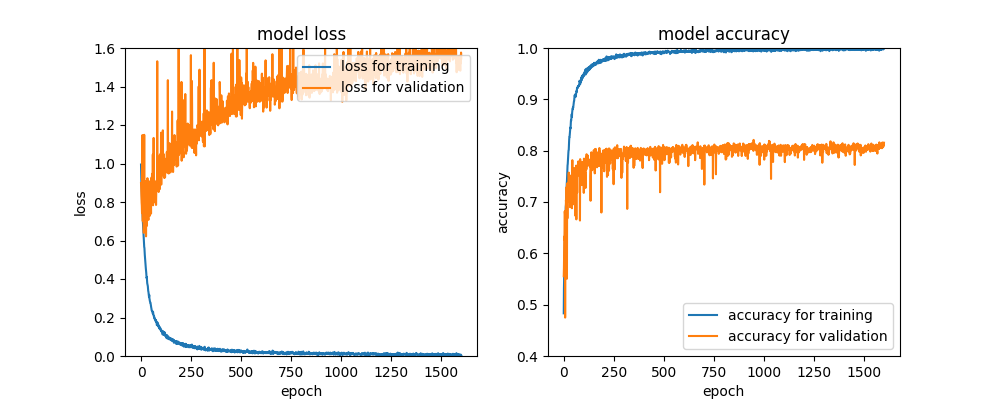 model loss
1.6
1.4
1.2
1.0
0.8
0.6
0.4
0.2
0.0
loss
0 250 500 750 1000 1250 1500
epoch
loss for training
loss for validation
model accuracy
1.0
0.9
0.8
0.7
0.6
0.5
0.4
accuracy
0 250 500 750 1000 1250 1500
epoch
accuracy for training
accuracy for validation